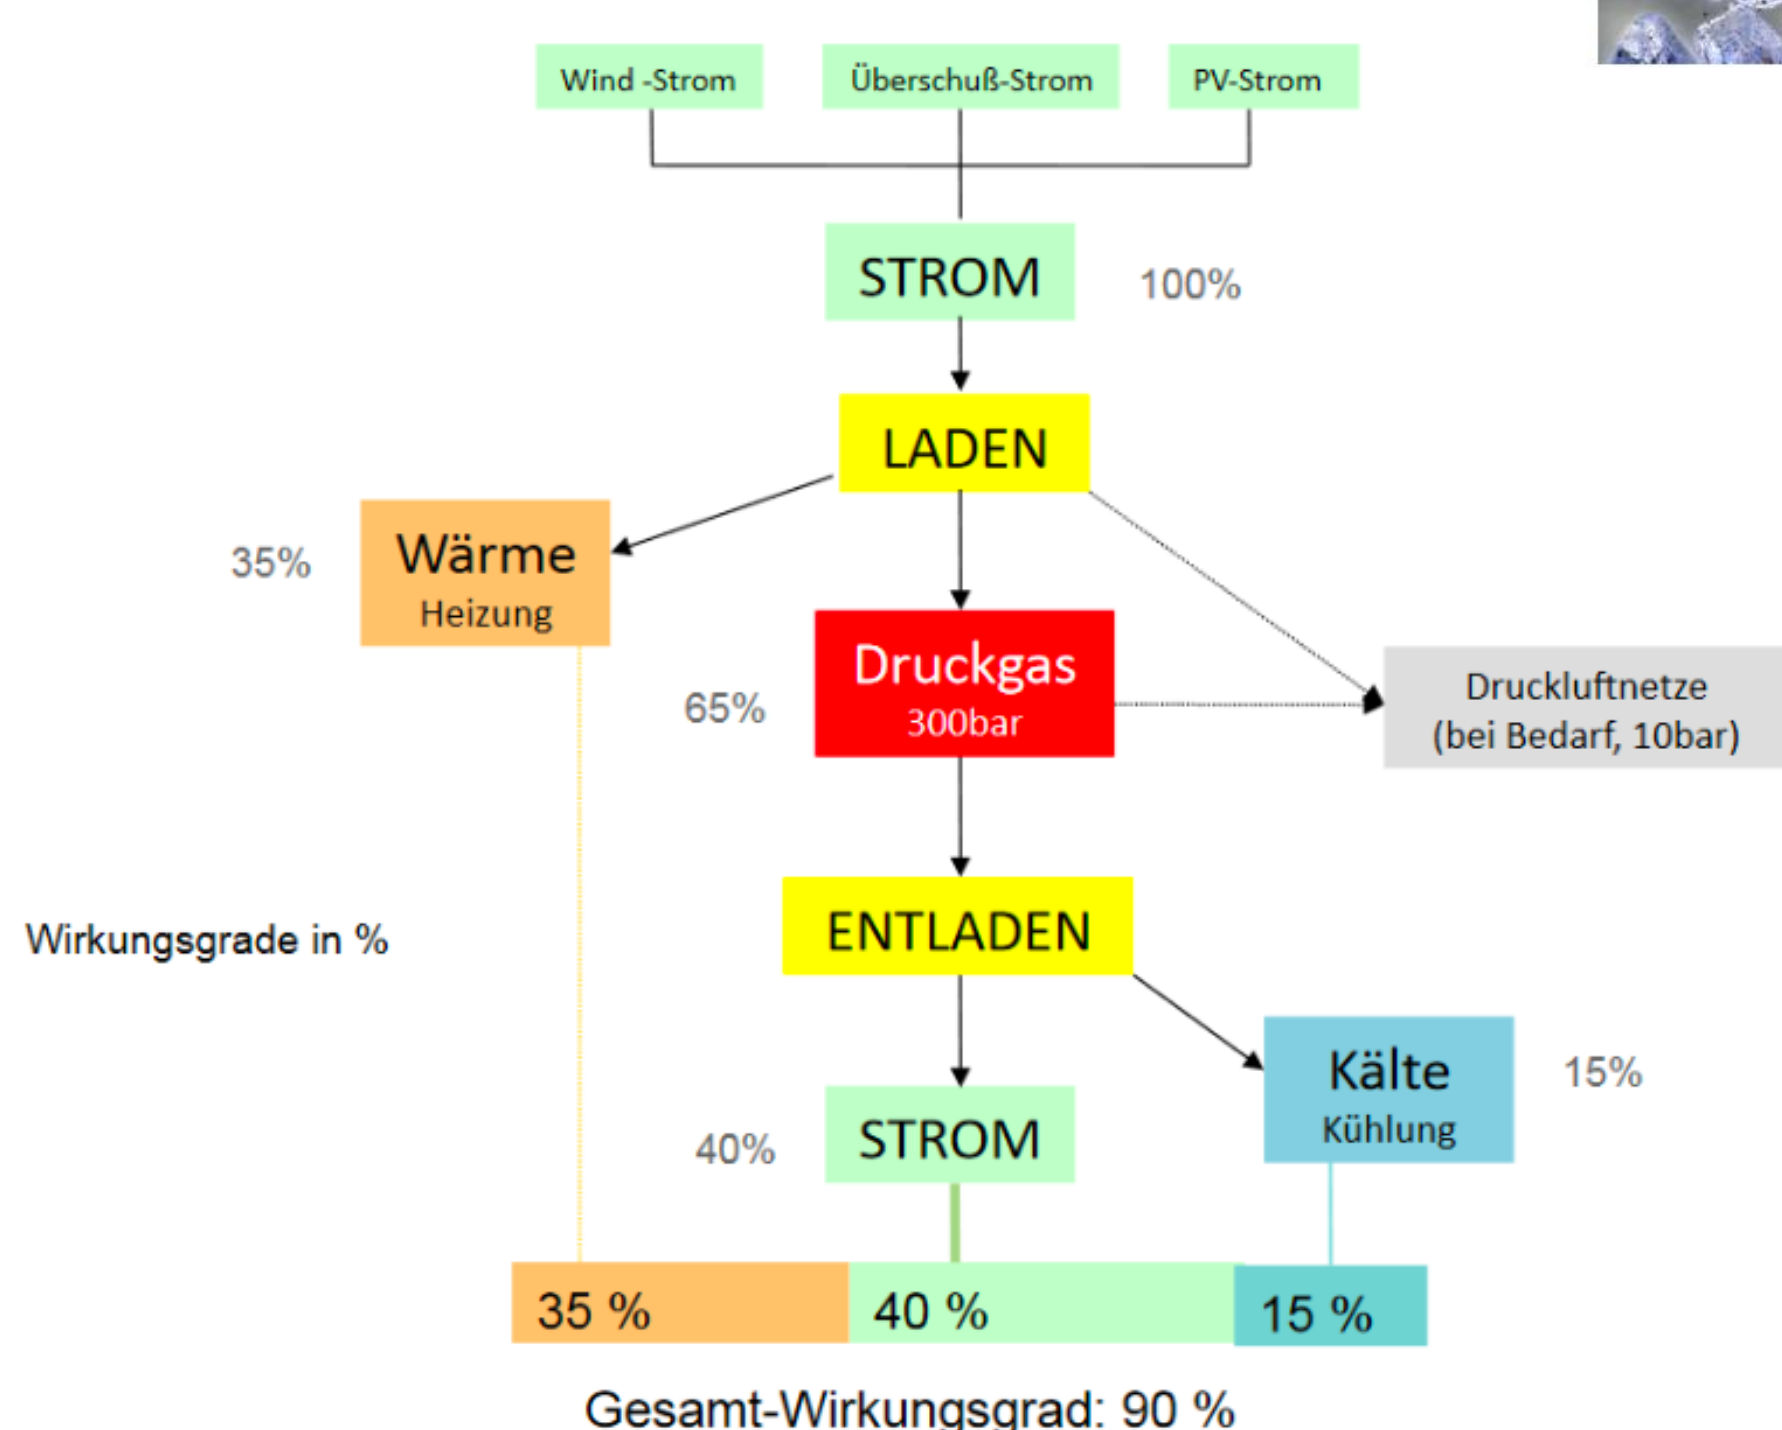 Wind -Strom
Überschuß-Strom
PV-Strom
STROM
100%
LADEN
Wärme
Heizung
35%
Druckgas
300bar
65%
Druckluftnetze
(bei Bedarf, 10bar)
ENTLADEN
Wirkungsgrade in %
Kälte
Kühlung
15%
STROM
40%
35 %
40 %
15 %
Gesamt-Wirkungsgrad: 90 %